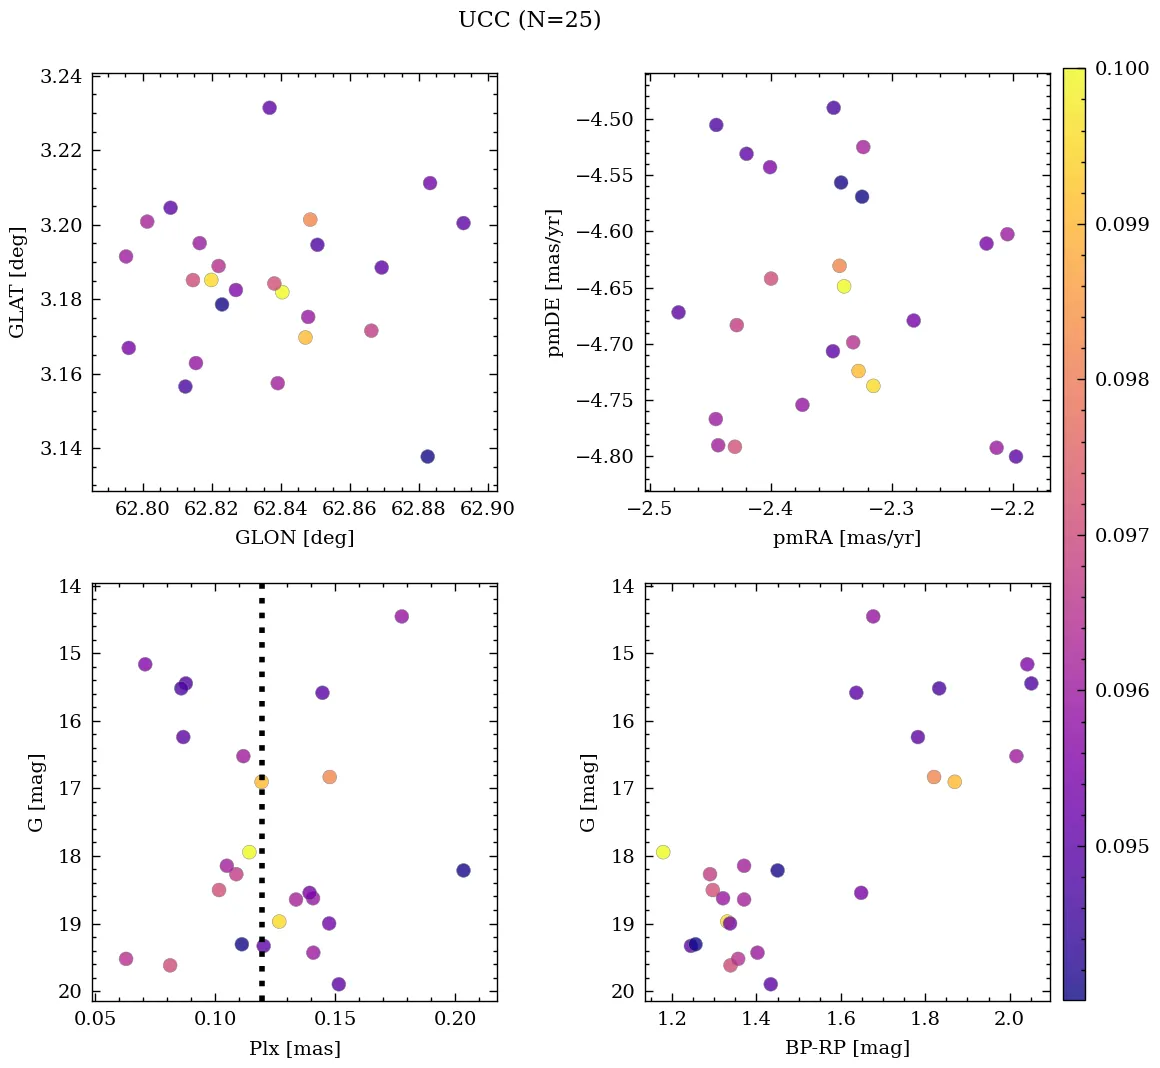 UCC (N=25)
3.24
3.22
3.20
3.18
3.16
3.14
GLAT [deg]
62.80 62.82 62.84 62.86 62.88 62.90
GLON [deg]
−4.50
−4.55
−4.60
−4.65
−4.70
−4.75
−4.80
pmDE [mas/yr]
−2.5 −2.4 −2.3 −2.2
pmRA [mas/yr]
14
15
16
17
18
19
20
G [mag]
0.05 0.10 0.15 0.20
Plx [mas]
14
15
16
17
18
19
20
G [mag]
1.2 1.4 1.6 1.8 2.0
BP-RP [mag]
0.100
0.099
0.098
0.097
0.096
0.095